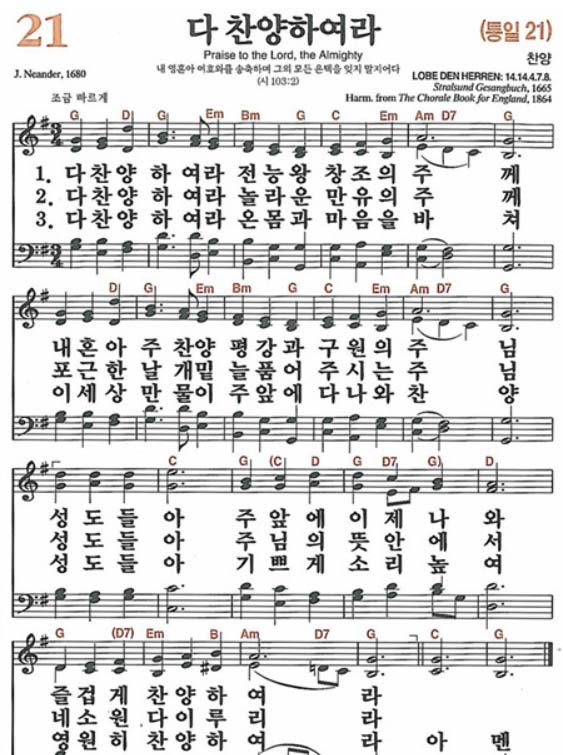 21 다 찬양하여라 (통일 21)
Praise to the Lord, the Almighty
찬양
내 영혼아 여호와를 송축하며 그의 모든 은택을 잊지 말지어다
(시 103:2)
J. Neander, 1680
LOBE DEN HERREN: 14.14.4.7.8.
Stralsund Gesangbuch, 1665
Harm. from The Chorale Book for England, 1864
조금 빠르게
G D G Em Bm G C Em Am D7 G
1. 다 찬 양 하 여라 전 능 왕 창 조 의 주 께
2. 다 찬 양 하 여라 놀 라 운 만 유 의 주 께
3. 다 찬 양 하 여라 온 몸 과 마 음 을 바 쳐
D G Em Bm G C Em Am D7 G
내 혼 아 주 찬양 평 강 과 구 원 의 주 님
포 근 한 날 개밑 늘 품 어 주 시 는 주 님
이 세 상 만 물이 주 앞 에 다 나 와 찬 양
C G (C D G D7 G) D
성 도 들 아 주 앞 에 이 제 나 와
성 도 들 아 주 님 의 뜻 안 에 서
성 도 들 아 기 쁘 게 소 리 높 여
G (D7) Em B Am D7 G C G
즐 겁 게 찬 양 하 여 라
네 소 원 다 이 루 리 라
영 원 히 찬 양 하 여 라 아 멘